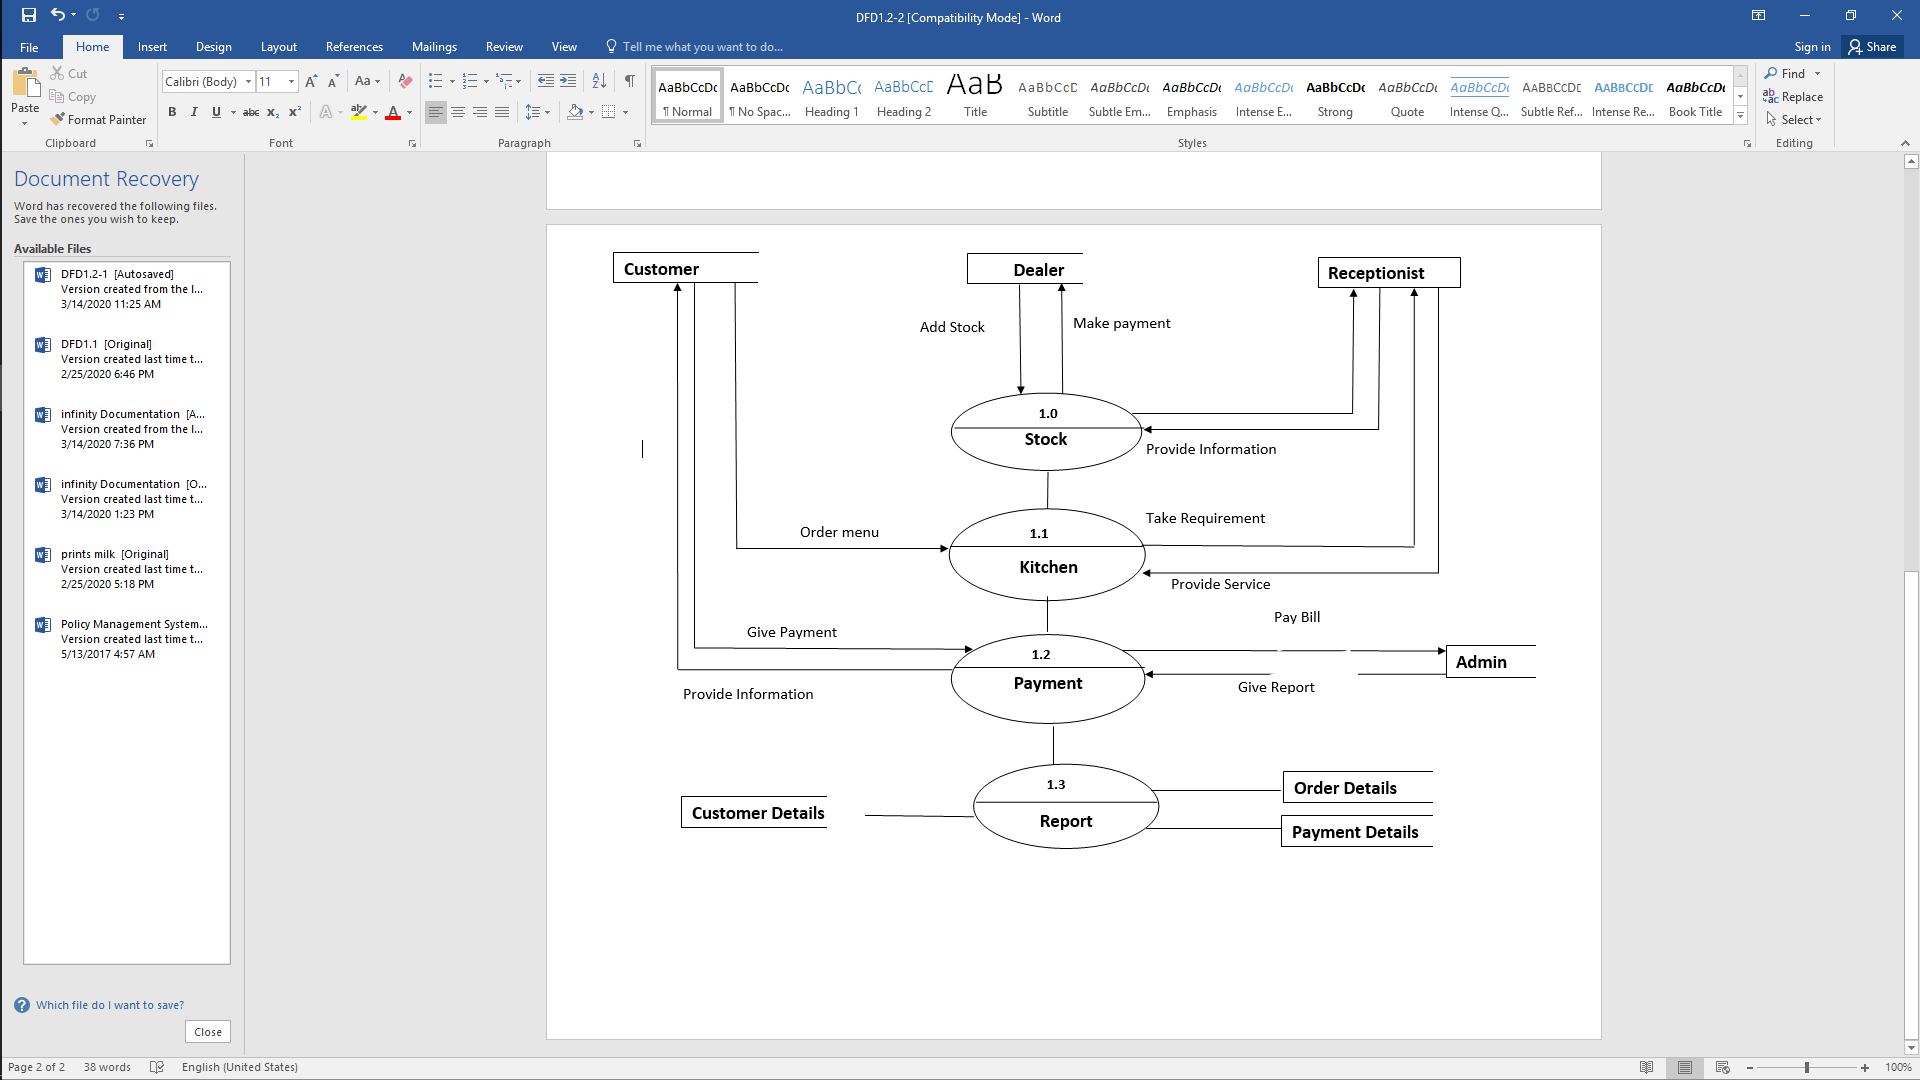 DFD1.2-2 [Compatibility Mode] - Word
File Home Insert Design Layout References Mailings Review View Tell me what you want to do... Sign in Share
Paste
Cut
Copy
Format Painter
Clipboard
Calibri (Body) 11
Aa
B I U abc X₂ X²
A A
Font
Paragraph
AaBbCcDc AaBbCcDc AaBbCc AaBbCcD AaB AaBbCcD AaBbCcDc AaBbCcDc AaBbCcDc AaBbCcDc AaBbCcDc AaBbCcDc AABBCCDE AABBCCDE AaBbCcDc
¶ Normal ¶ No Spac... Heading 1 Heading 2 Title Subtitle Subtle Em... Emphasis Intense E... Strong Quote Intense Q... Subtle Ref... Intense Re... Book Title
Styles
Find
Replace
Select
Editing
Document Recovery
Word has recovered the following files.
Save the ones you wish to keep.
Available Files
DFD1.2-1 [Autosaved]
Version created from the l...
3/14/2020 11:25 AM
DFD1.1 [Original]
Version created last time t...
2/25/2020 6:46 PM
infinity Documentation [A...
Version created from the l...
3/14/2020 7:36 PM
infinity Documentation [O...
Version created last time t...
3/14/2020 1:23 PM
prints milk [Original]
Version created last time t...
2/25/2020 5:18 PM
Policy Management System...
Version created last time t...
5/13/2017 4:57 AM
Which file do I want to save?
Close
Customer
Dealer
Receptionist
Add Stock
Make payment
1.0
Stock
Provide Information
Take Requirement
Order menu
1.1
Kitchen
Provide Service
Pay Bill
Give Payment
1.2
Payment
Admin
Give Report
Provide Information
1.3
Report
Order Details
Customer Details
Payment Details
Page 2 of 2 38 words English (United States) 100%